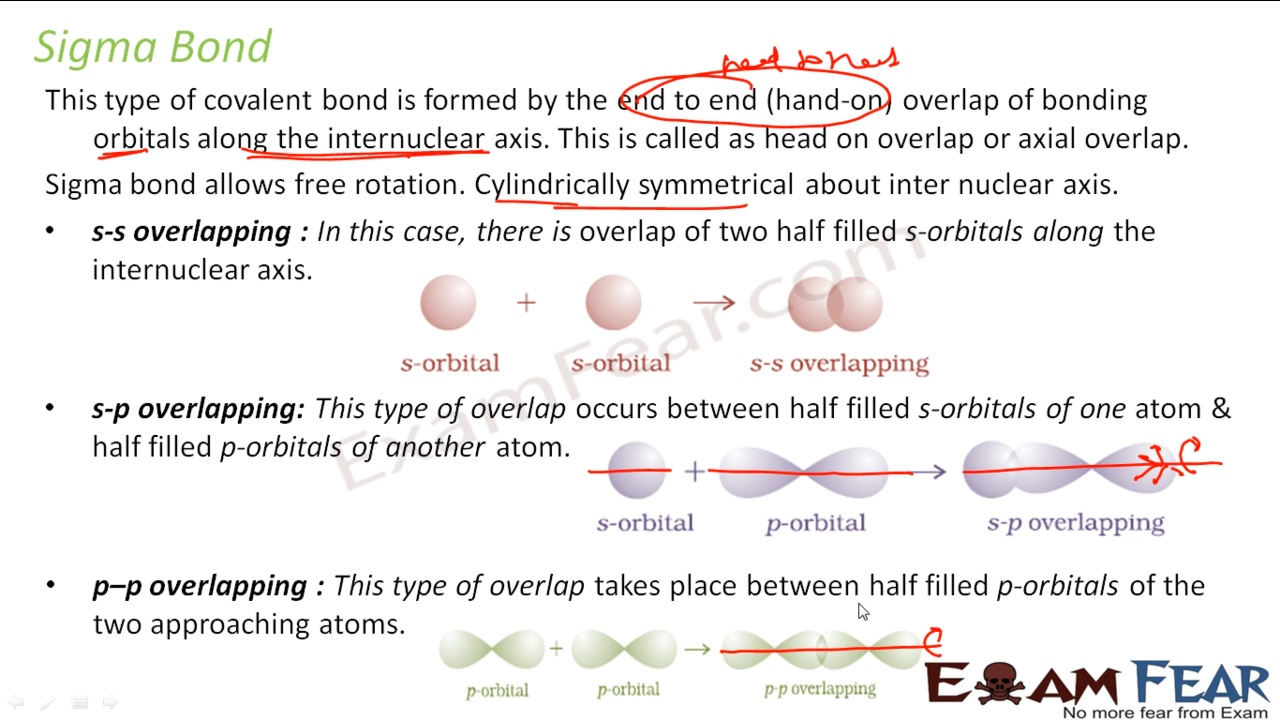 Sigma Bond
head to head
This type of covalent bond is formed by the end to end (hand-on) overlap of bonding
orbitals along the internuclear axis. This is called as head on overlap or axial overlap.
Sigma bond allows free rotation. Cylindrically symmetrical about inter nuclear axis.
• s-s overlapping : In this case, there is overlap of two half filled s-orbitals along the
internuclear axis.
+ →
s-orbital s-orbital s-s overlapping
• s-p overlapping: This type of overlap occurs between half filled s-orbitals of one atom &
half filled p-orbitals of another atom.
+ →
s-orbital p-orbital s-p overlapping
• p–p overlapping : This type of overlap takes place between half filled p-orbitals of the
two approaching atoms.
+ →
p-orbital p-orbital p-p overlapping
EXAM FEAR
No more fear from Exam
ExamFear.com